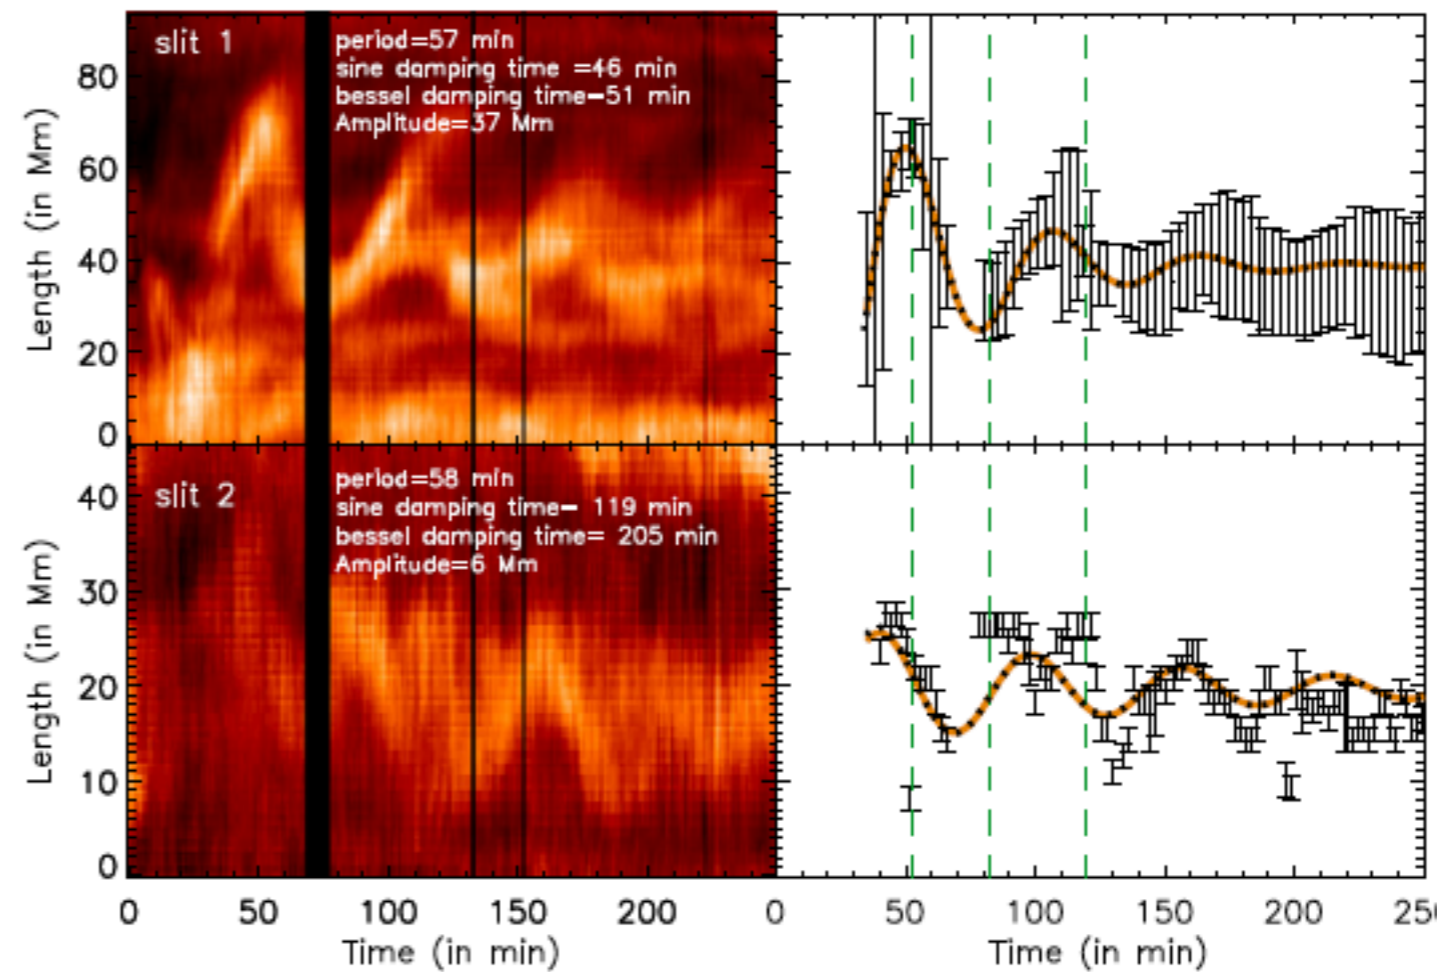 slit 1
period=57 min
sine damping time =46 min
bessel damping time-51 min
Amplitude=37 Mm
80
60
40
20
0
Length (in Mm)
slit 2
period=58 min
sine damping time- 119 min
bessel damping time= 205 min
Amplitude=6 Mm
40
30
20
10
0
Length (in Mm)
0 50 100 150 200 0 50 100 150 200 25
Time (in min) Time (in min)